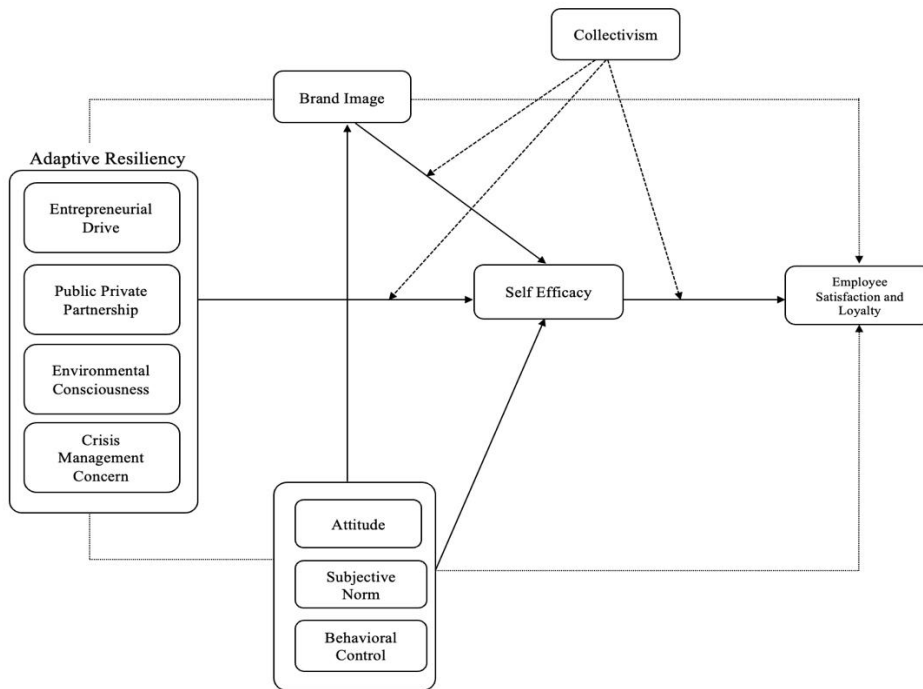 Collectivism
Brand Image
Adaptive Resiliency
Entrepreneurial
Drive
Public Private
Partnership
Environmental
Consciousness
Crisis
Management
Concern
Self Efficacy
Employee
Satisfaction and
Loyalty
Attitude
Subjective
Norm
Behavioral
Control